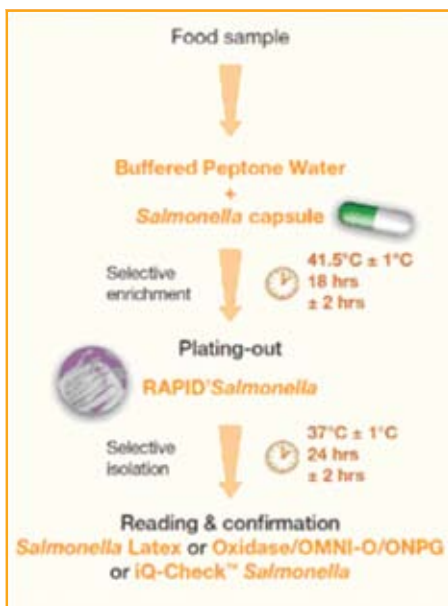 Food sample
Buffered Peptone Water
+
Salmonella capsule
Selective
enrichment
41.5°C ± 1°C
18 hrs
± 2 hrs
Plating-out
RAPID'Salmonella
Selective
isolation
37°C ± 1°C
24 hrs
± 2 hrs
Reading & confirmation
Salmonella Latex or Oxidase/OMNI-O/ONPG
or iQ-Check™ Salmonella